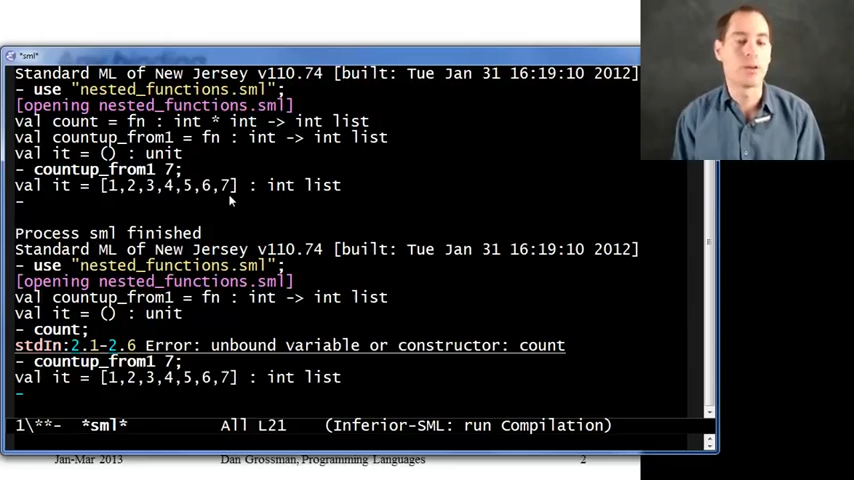 *sml*
Standard ML of New Jersey v110.74 [built: Tue Jan 31 16:19:10 2012]
- use "nested_functions.sml";
[opening nested_functions.sml]
val count = fn : int * int -> int list
val countup_from1 = fn : int -> int list
val it = () : unit
- countup_from1 7;
val it = [1,2,3,4,5,6,7] : int list
-
Process sml finished
Standard ML of New Jersey v110.74 [built: Tue Jan 31 16:19:10 2012]
- use "nested_functions.sml";
[opening nested_functions.sml]
val countup_from1 = fn : int -> int list
val it = () : unit
- count;
stdIn:2.1-2.6 Error: unbound variable or constructor: count
- countup_from1 7;
val it = [1,2,3,4,5,6,7] : int list
-
1\**- *sml* All L21 (Inferior-SML: run Compilation)
Jan-Mar 2013 Dan Grossman, Programming Languages 2